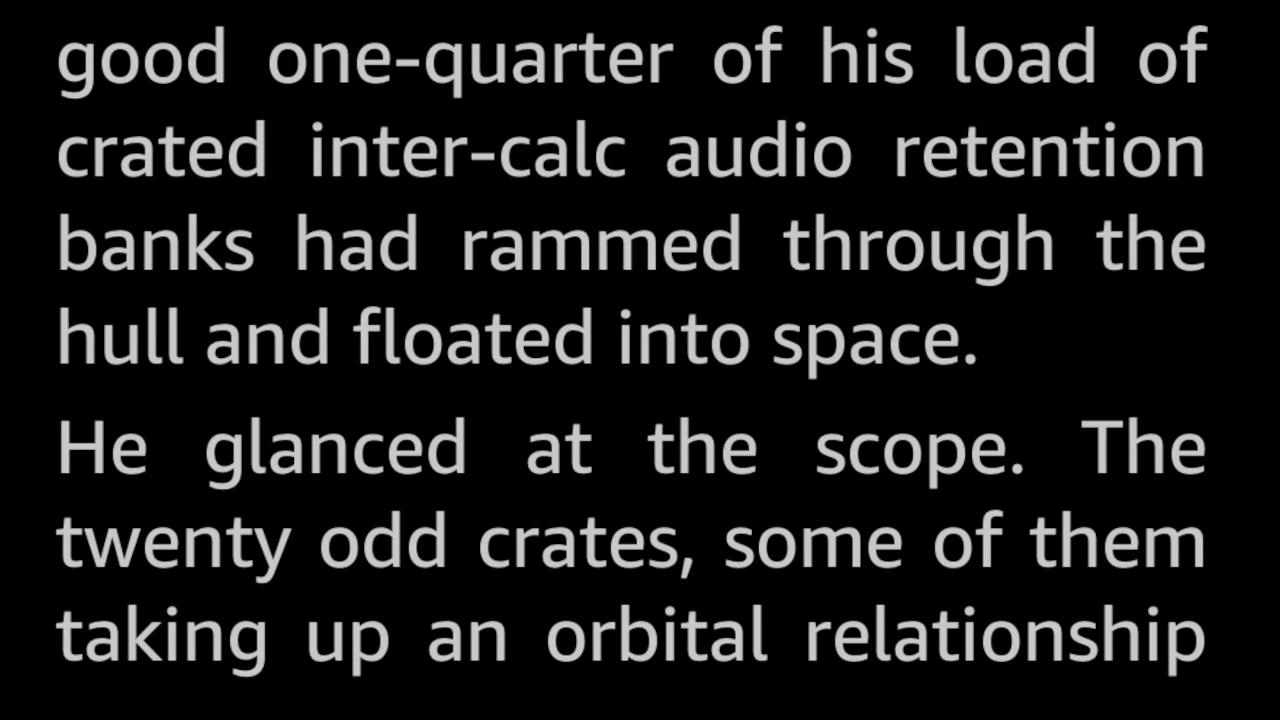 good one-quarter of his load of
crated inter-calc audio retention
banks had rammed through the
hull and floated into space.
He glanced at the scope. The
twenty odd crates, some of them
taking up an orbital relationship